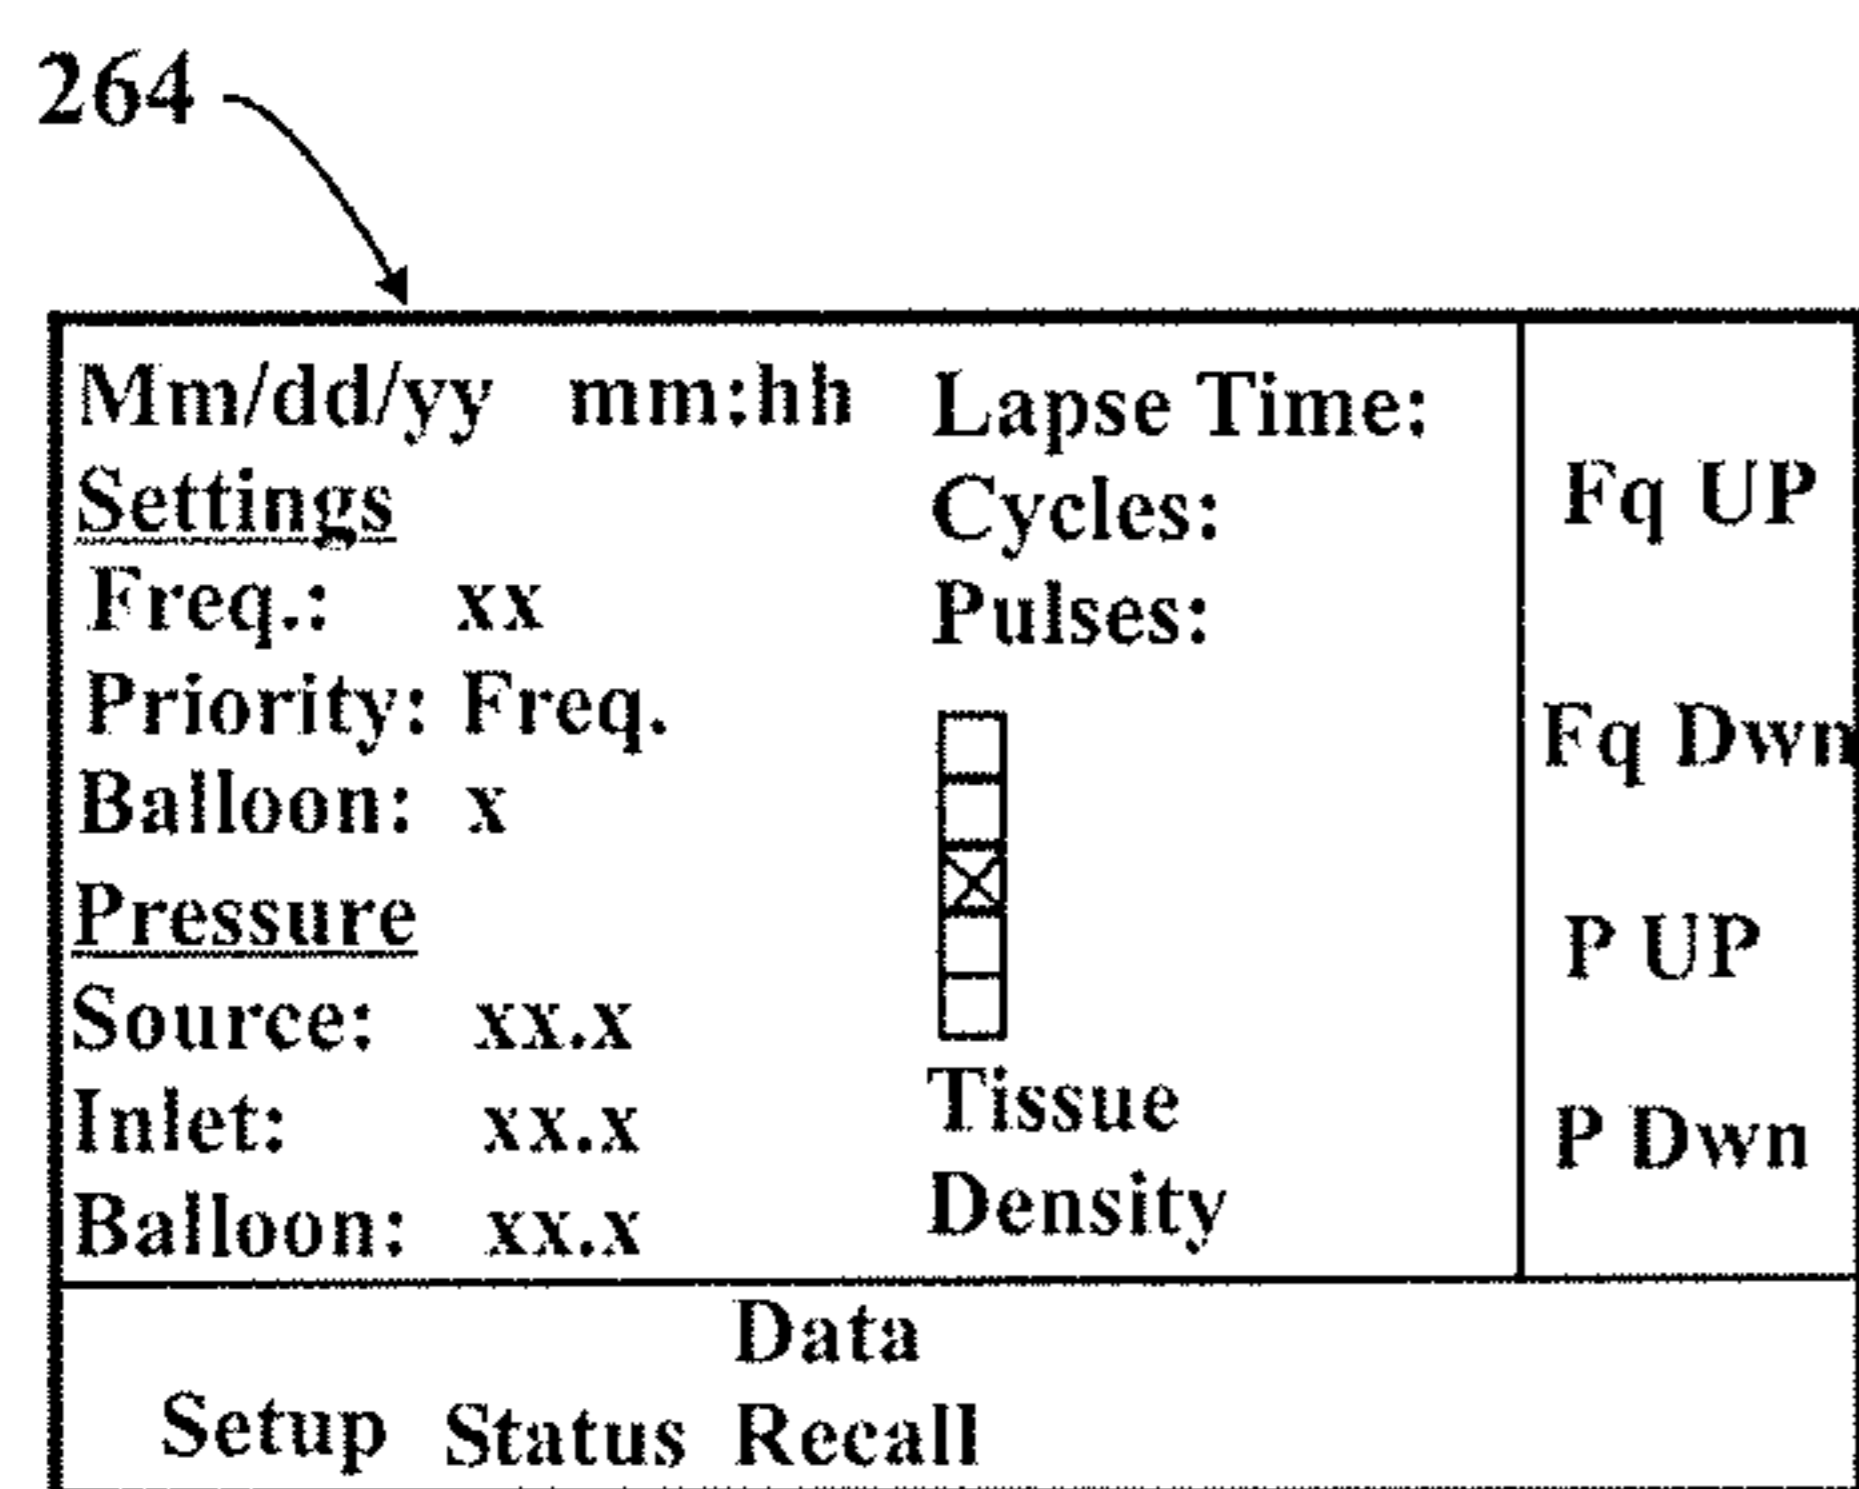 264
Mm/dd/yy mm:hh
Settings
Freq.: xx
Priority: Freq.
Balloon: x
Pressure
Source: xx.x
Inlet: xx.x
Balloon: xx.x
Lapse Time:
Cycles:
Pulses:
Tissue
Density
Fq UP
Fq Dwn
P UP
P Dwn
Setup Status Data
Recall